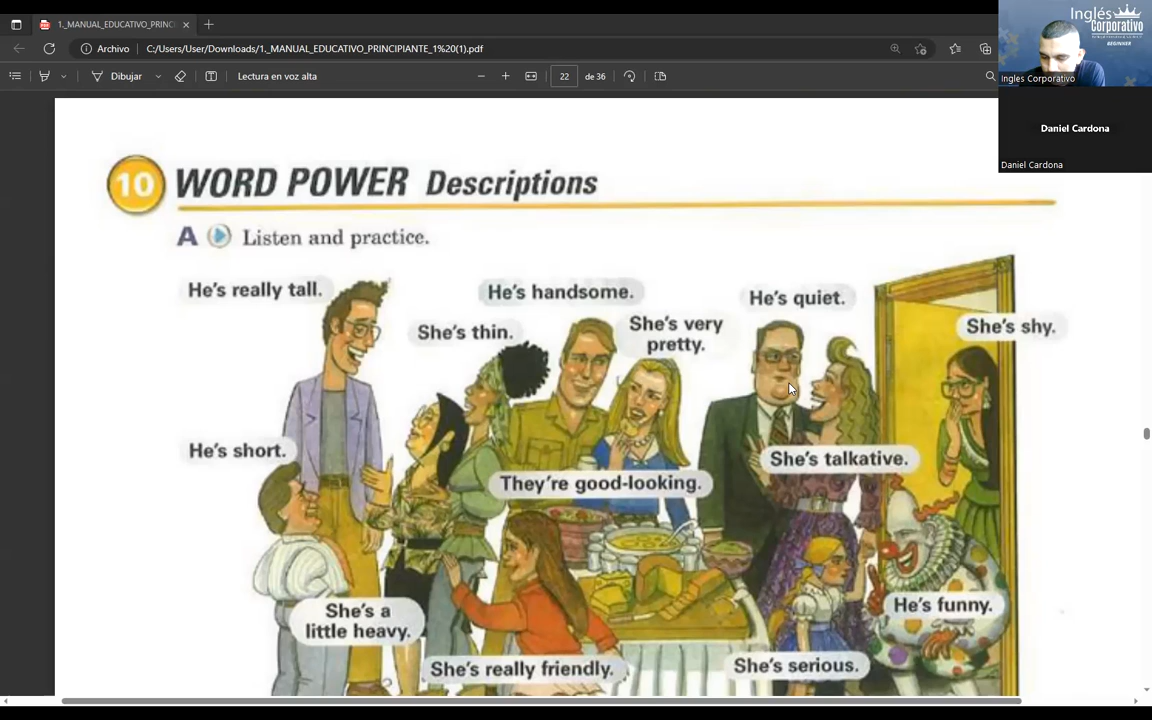 1._MANUAL_EDUCATIVO_PRINC
Archivo
C:/Users/User/Downloads/1._MANUAL_EDUCATIVO_PRINCIPIANTE_1%20(1).pdf
Dibujar
Lectura en voz alta
22
de 36
Inglés
Corporativo
BEGINNER
Ingles Corporativo
Daniel Cardona
Daniel Cardona
10 WORD POWER Descriptions
A Listen and practice.
He's really tall.
He's handsome.
He's quiet.
She's thin.
She's very
pretty.
She's shy.
He's short.
She's talkative.
They're good-looking.
She's a
little heavy.
He's funny.
She's really friendly.
She's serious.